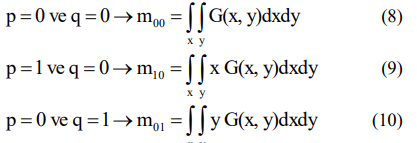 p = 0 ve q = 0 → m₀₀ = ∬ G(x, y)dxdy (8)
x y
p = 1 ve q = 0 → m₁₀ = ∬ x G(x, y)dxdy (9)
x y
p = 0 ve q = 1 → m₀₁ = ∬ y G(x, y)dxdy (10)